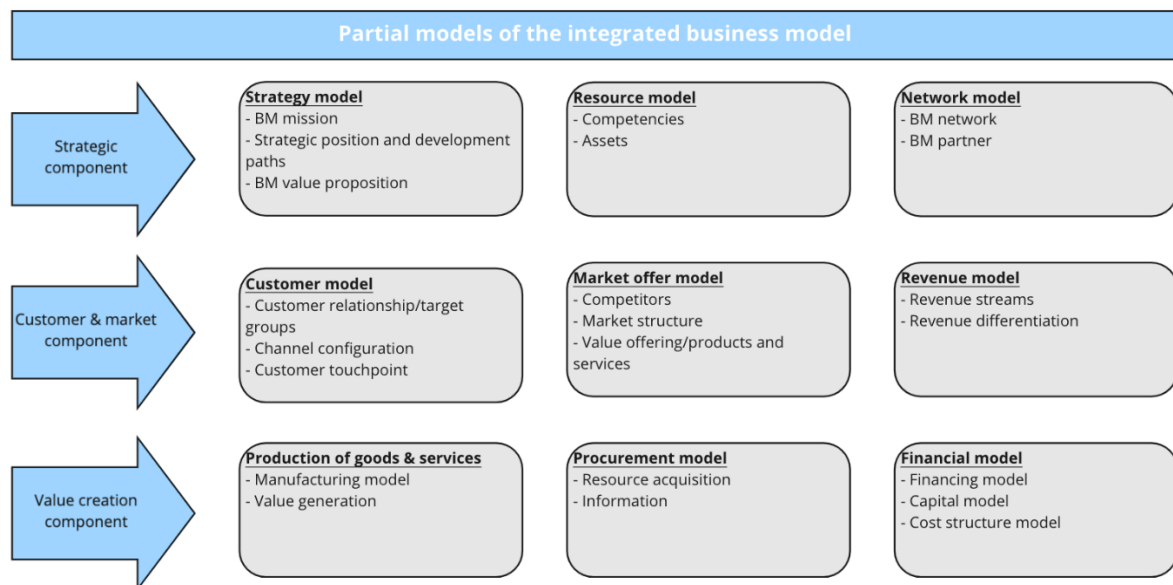 Partial models of the integrated business model
Strategic
component
Strategy model
- BM mission
- Strategic position and development
paths
- BM value proposition
Resource model
- Competencies
- Assets
Network model
- BM network
- BM partner
Customer & market
component
Customer model
- Customer relationship/target
groups
- Channel configuration
- Customer touchpoint
Market offer model
- Competitors
- Market structure
- Value offering/products and
services
Revenue model
- Revenue streams
- Revenue differentiation
Value creation
component
Production of goods & services
- Manufacturing model
- Value generation
Procurement model
- Resource acquisition
- Information
Financial model
- Financing model
- Capital model
- Cost structure model